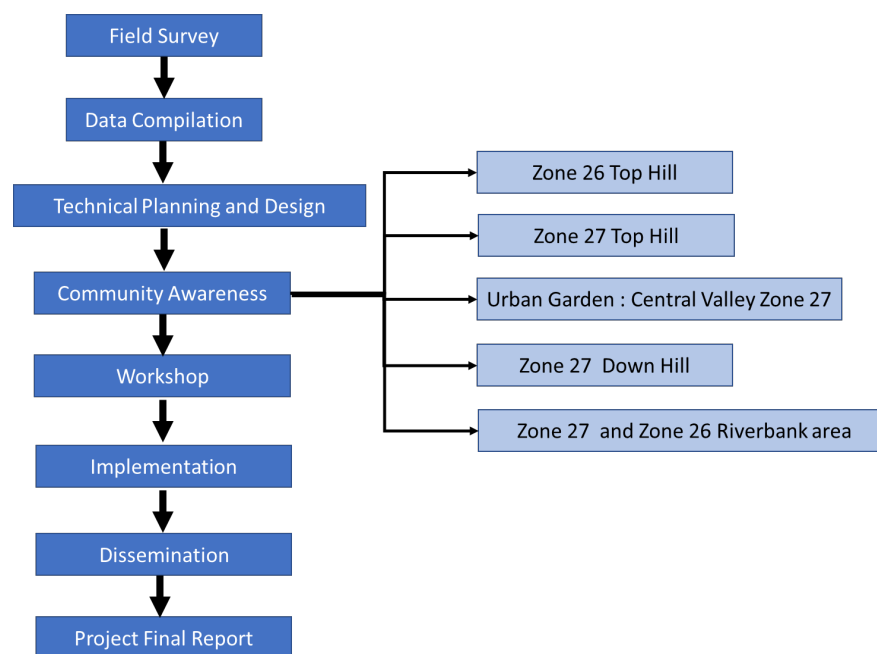 Field Survey
Data Compilation
Technical Planning and Design
Community Awareness
Workshop
Implementation
Dissemination
Project Final Report
Zone 26 Top Hill
Zone 27 Top Hill
Urban Garden : Central Valley Zone 27
Zone 27  Down Hill
Zone 27  and Zone 26 Riverbank area